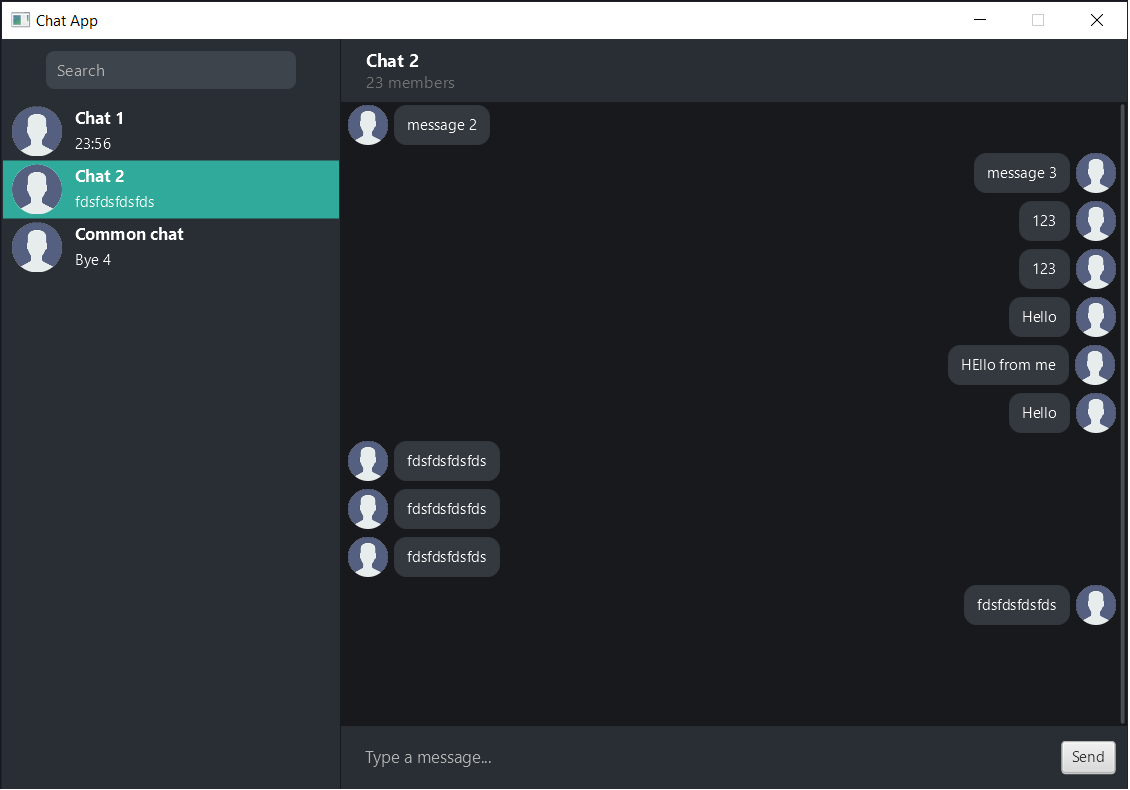 Chat App
Search
Chat 1
23:56
Chat 2
fdsfdsfdsfds
Common chat
Bye 4
Chat 2
23 members
message 2
message 3
123
123
Hello
HEllo from me
Hello
fdsfdsfdsfds
fdsfdsfdsfds
fdsfdsfdsfds
fdsfdsfdsfds
Type a message...
Send